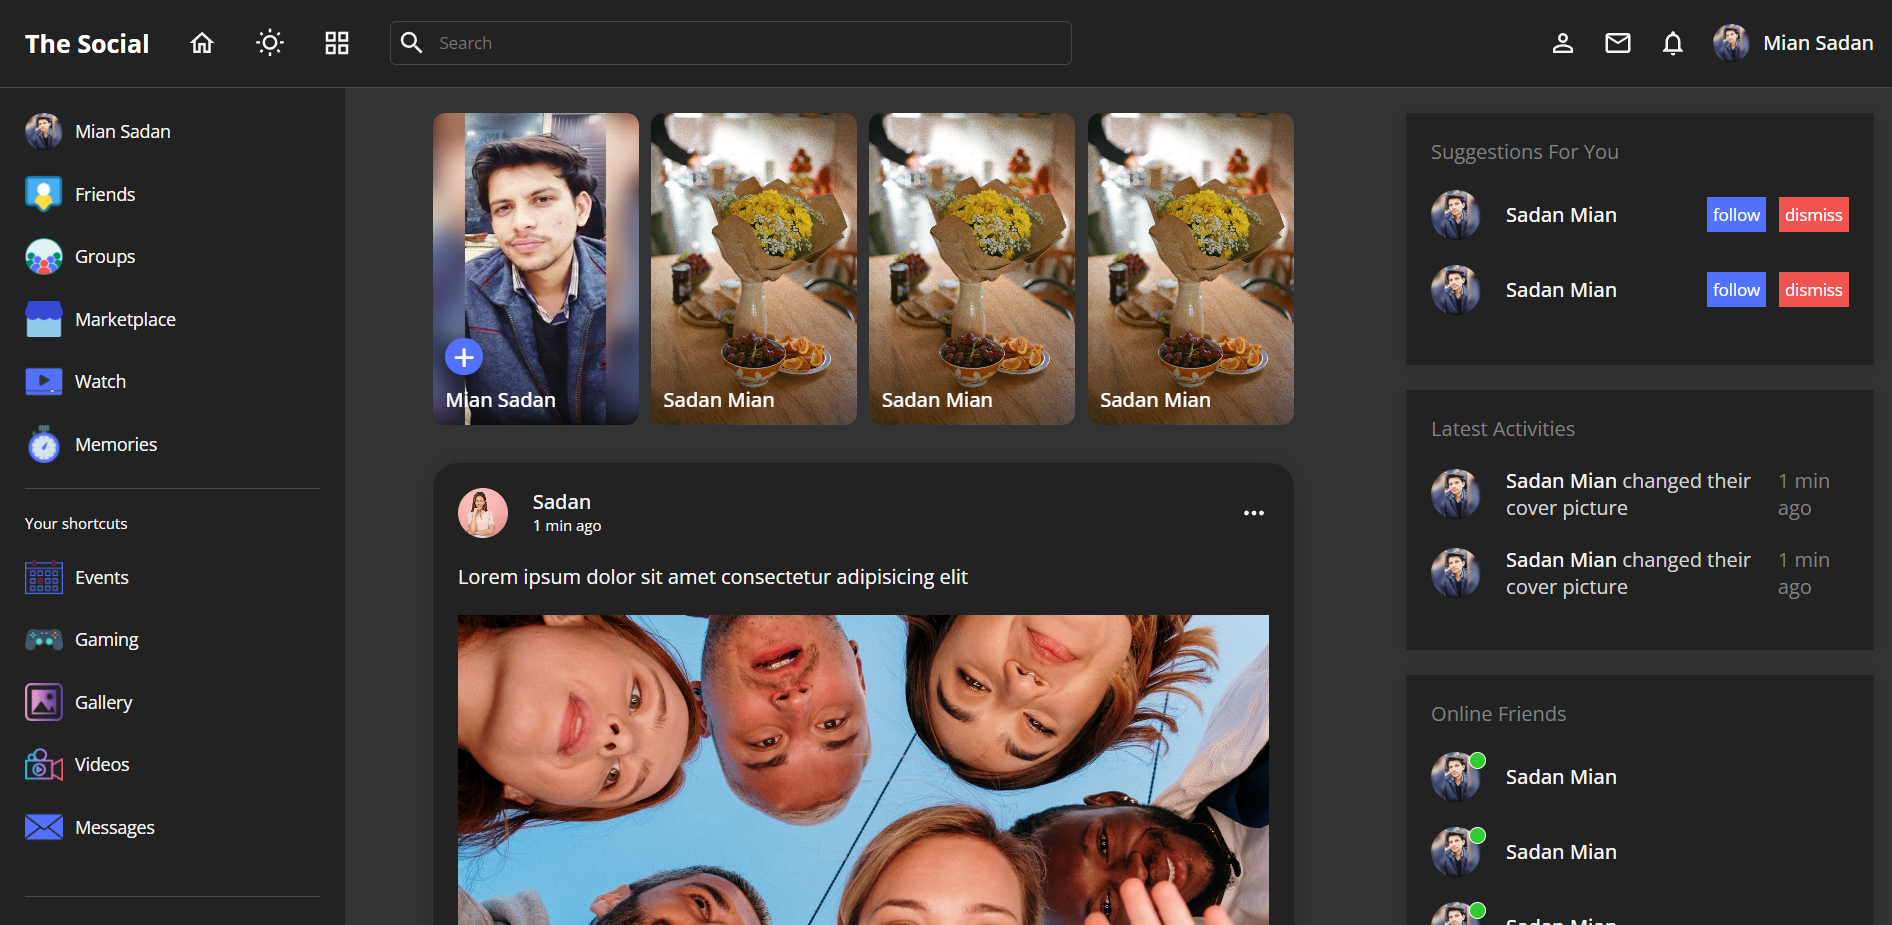 The Social
Search
Mian Sadan
Mian Sadan
Friends
Groups
Marketplace
Watch
Memories
Your shortcuts
Events
Gaming
Gallery
Videos
Messages
Mian Sadan
Sadan Mian
Sadan Mian
Sadan Mian
Sadan
1 min ago
Lorem ipsum dolor sit amet consectetur adipisicing elit
Suggestions For You
Sadan Mian follow dismiss
Sadan Mian follow dismiss
Latest Activities
Sadan Mian changed their 1 min
cover picture ago
Sadan Mian changed their 1 min
cover picture ago
Online Friends
Sadan Mian
Sadan Mian
Sadan Mian